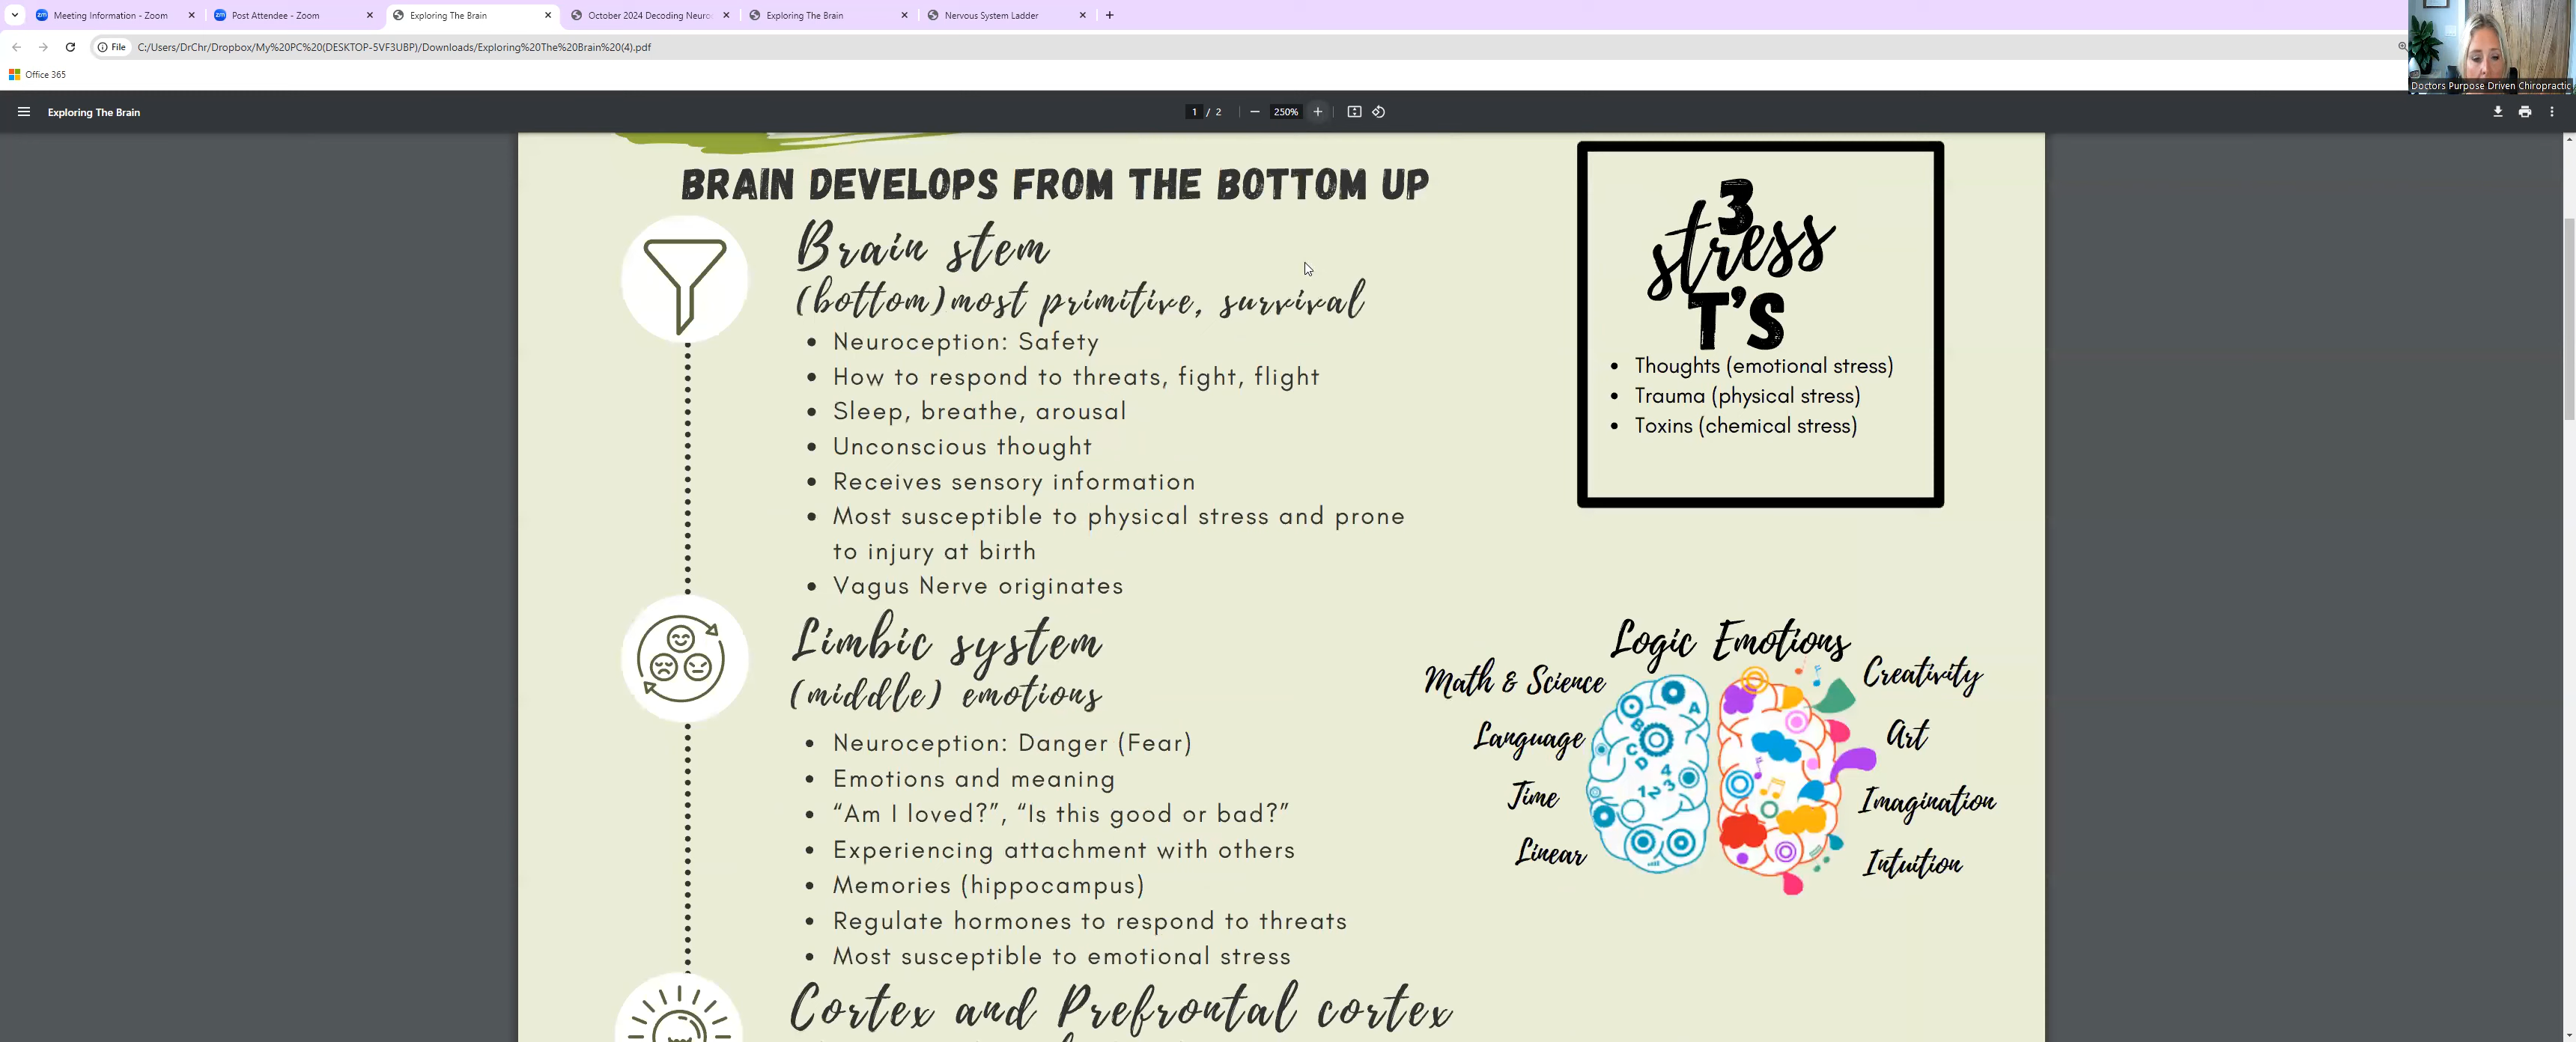 Meeting Information - Zoom
Post Attendee - Zoom
Exploring The Brain
October 2024 Decoding Neuro
Exploring The Brain
Nervous System Ladder
File
C:/Users/DrChr/Dropbox/My%20PC%20(DESKTOP-5VF3UBP)/Downloads/Exploring%20The%20Brain%20(4).pdf
Office 365
Doctors Purpose Driven Chiropractic
Exploring The Brain
1 / 2
250%
BRAIN DEVELOPS FROM THE BOTTOM UP
Brain stem
(bottom)most primitive, survival
• Neuroception: Safety
• How to respond to threats, fight, flight
• Sleep, breathe, arousal
• Unconscious thought
• Receives sensory information
• Most susceptible to physical stress and prone
to injury at birth
• Vagus Nerve originates
Limbic system
(middle) emotions
• Neuroception: Danger (Fear)
• Emotions and meaning
• “Am I loved?”, “Is this good or bad?”
• Experiencing attachment with others
• Memories (hippocampus)
• Regulate hormones to respond to threats
• Most susceptible to emotional stress
Cortex and Prefrontal cortex
3
stress
T’S
• Thoughts (emotional stress)
• Trauma (physical stress)
• Toxins (chemical stress)
Logic Emotions
Math & Science
Language
Time
Linear
Creativity
Art
Imagination
Intuition
A
B
C
D
4
1 2 3